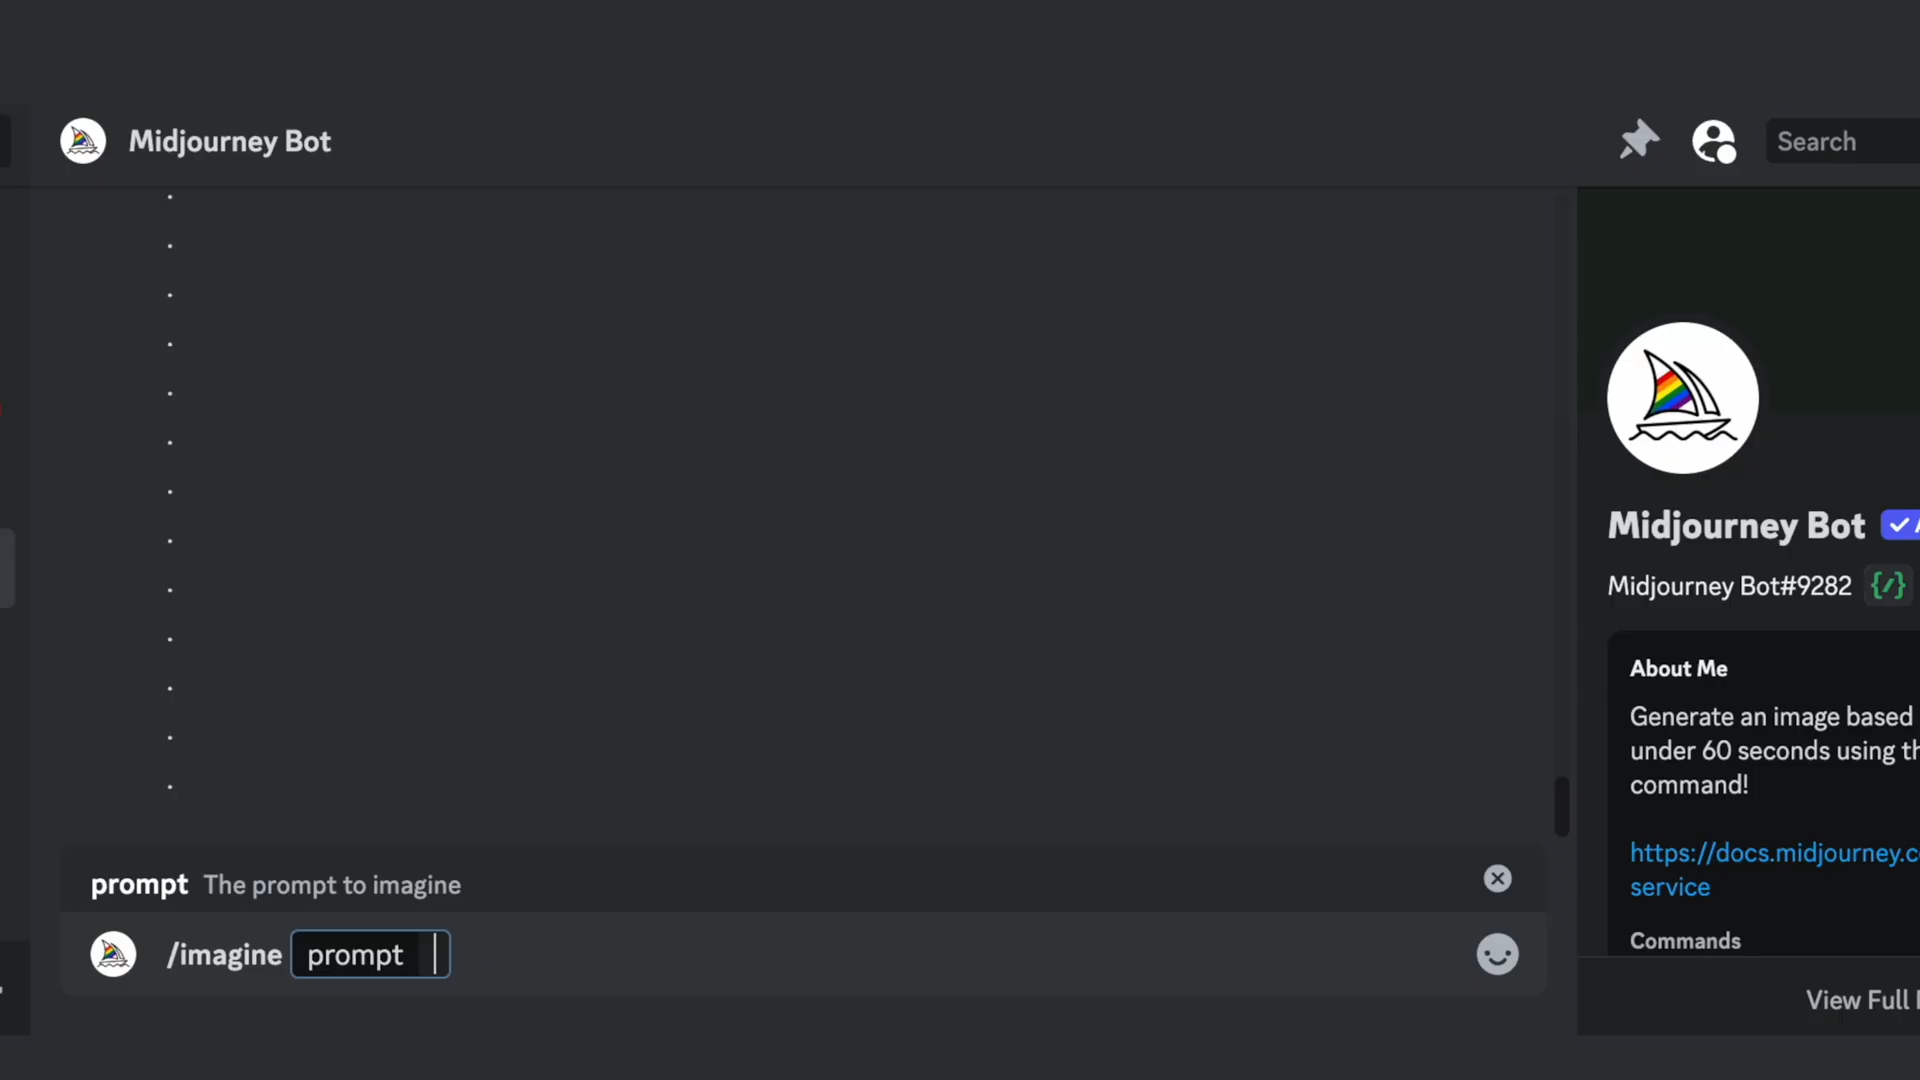 Midjourney Bot
Search
Midjourney Bot
Midjourney Bot#9282
About Me
Generate an image based
under 60 seconds using th
command!
https://docs.midjourney.c
service
Commands
View Full
prompt The prompt to imagine
/imagine prompt